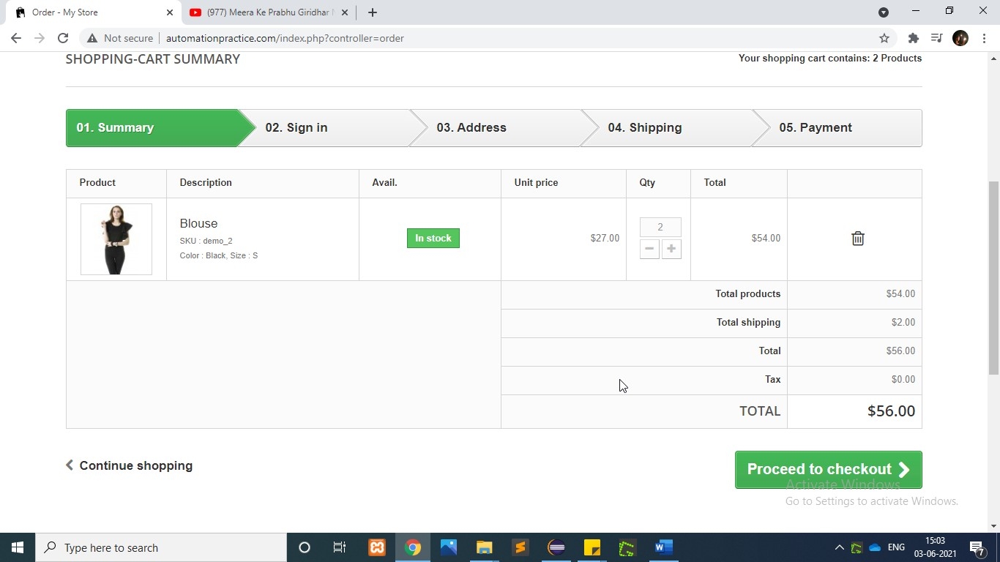 Order - My Store
(977) Meera Ke Prabhu Giridhar
Not secure
automationpractice.com/index.php?controller=order
SHOPPING-CART SUMMARY
Your shopping cart contains: 2 Products
01. Summary
02. Sign in
03. Address
04. Shipping
05. Payment
Product
Description
Avail.
Unit price
Qty
Total
Blouse
SKU : demo_2
Color : Black, Size : S
In stock
$27.00
2
$54.00
Total products
$54.00
Total shipping
$2.00
Total
$56.00
Tax
$0.00
TOTAL
$56.00
Continue shopping
Proceed to checkout
Activate Windows
Go to Settings to activate Windows.
Type here to search
ENG
15:03
03-06-2021
7